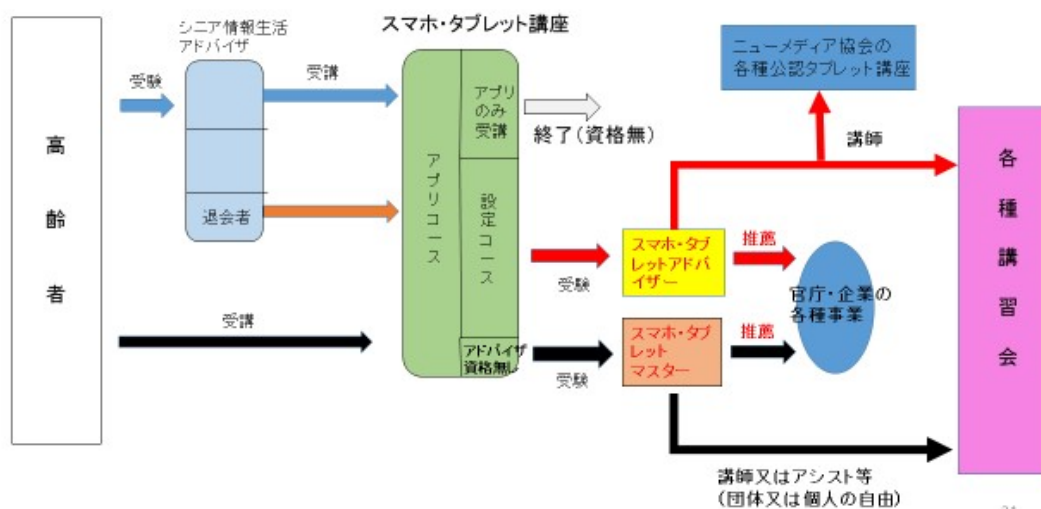 シニア情報生活
アドバイザ
スマホ・タブレット講座
ニューメディア協会の
各種公認タブレット講座
高齢者
受験
受講
アプリ
のみ
受講
終了(資格無)
講師
各種講習会
アプリコース
設定コース
退会者
スマホ・タブ
レットアドバ
イザー
推薦
受験
官庁・企業の
各種事業
受講
アドバイザ
資格無し
受験
スマホ・タブ
レット
マスター
推薦
講師又はアシスト等
(団体又は個人の自由)